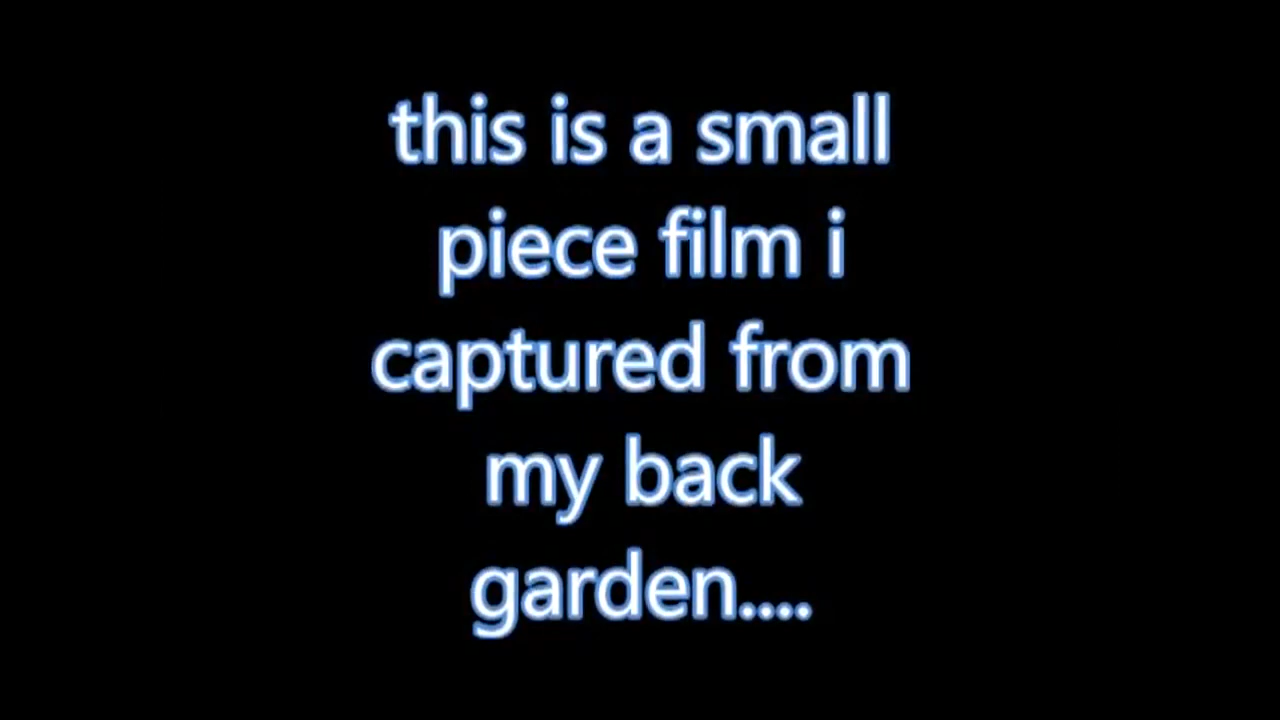 this is a small
piece film i
captured from
my back
garden....